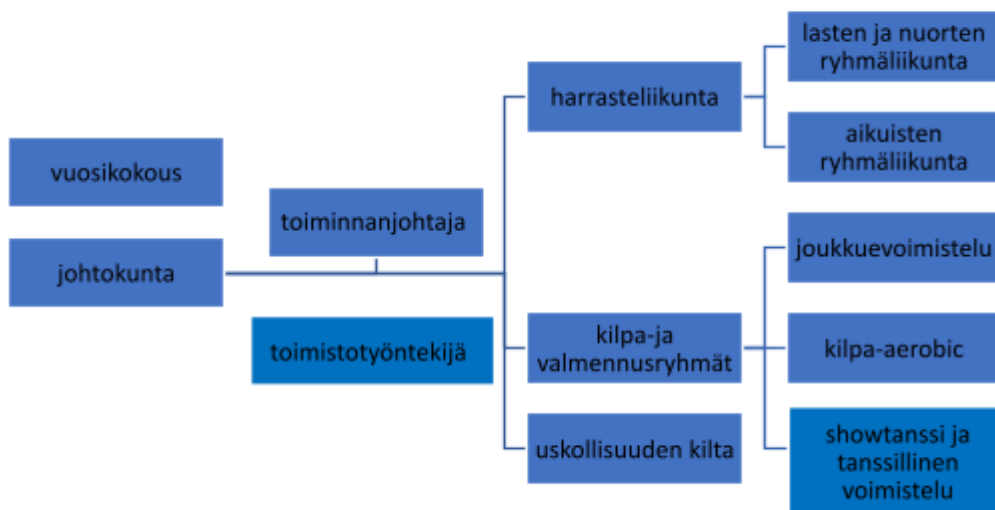 vuosikokous
johtokunta
toiminnanjohtaja
toimistotyöntekijä
harrasteliikunta
lasten ja nuorten
ryhmäliikunta
aikuisten
ryhmäliikunta
kilpa-ja
valmennusryhmät
joukkuevoimistelu
kilpa-aerobic
showtanssi ja
tanssillinen
voimistelu
uskollisuuden kilta